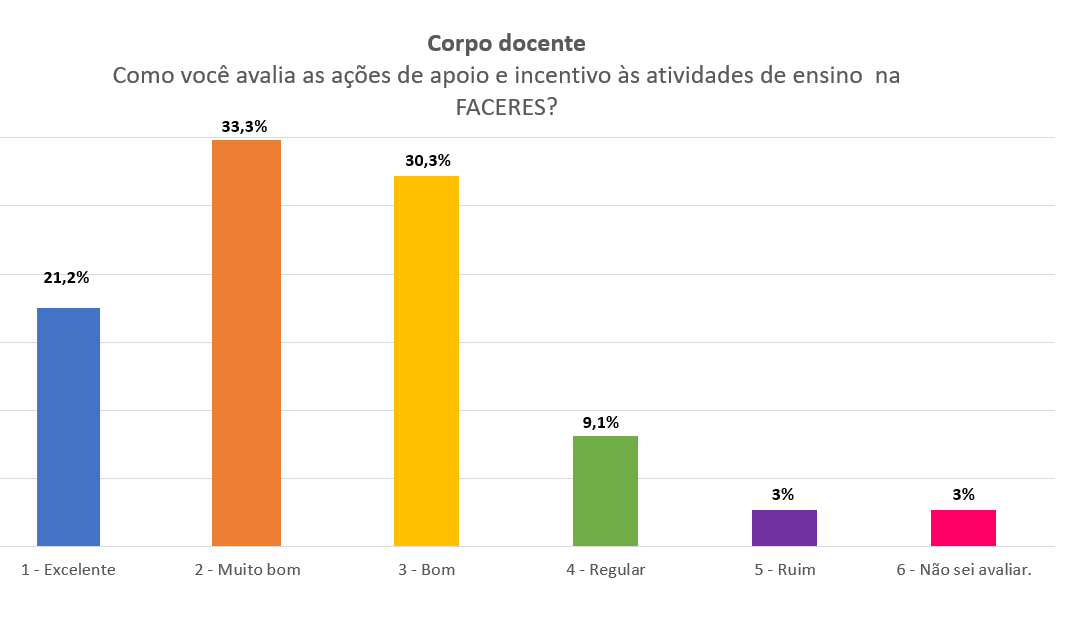 Corpo docente
Como você avalia as ações de apoio e incentivo às atividades de ensino  na
FACERES?
33,3%
30,3%
21,2%
9,1%
3%
3%
1 - Excelente
2 - Muito bom
3 - Bom
4 - Regular
5 - Ruim
6 - Não sei avaliar.